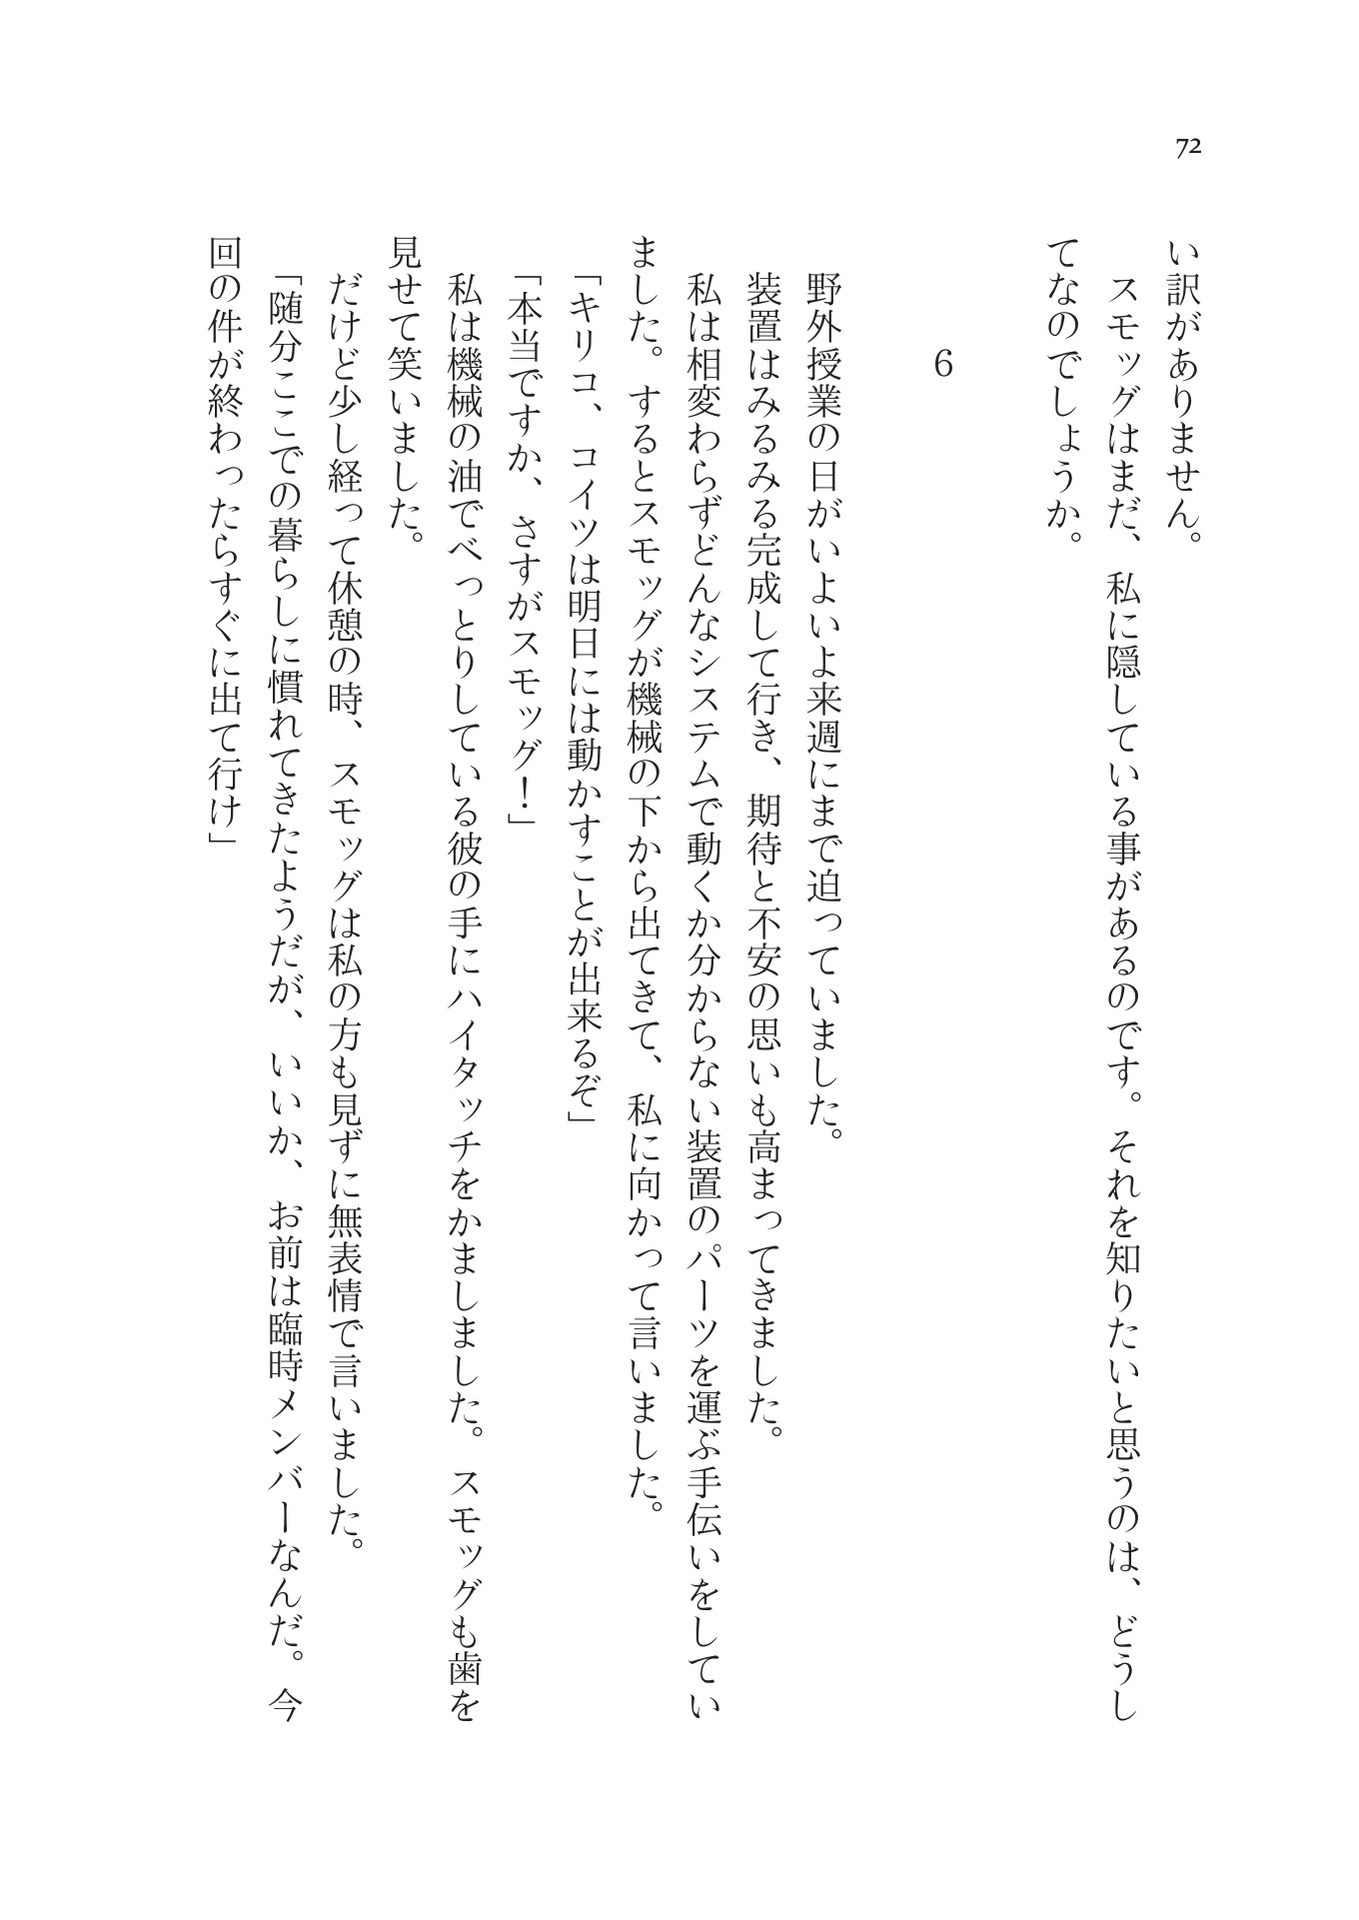 72
い訳がありません。
　スモッグはまだ、私に隠している事があるのです。それを知りたいと思うのは、どうし
てなのでしょうか。
6
　野外授業の日がいよいよ来週にまで迫っていました。
　装置はみるみる完成して行き、期待と不安の思いも高まってきました。
　私は相変わらずどんなシステムで動くか分からない装置のパーツを運ぶ手伝いをしてい
ました。するとスモッグが機械の下から出てきて、私に向かって言いました。
「キリコ、コイツは明日には動かすことが出来るぞ」
「本当ですか、さすがスモッグ！」
　私は機械の油でべっとりしている彼の手にハイタッチをかましました。スモッグも歯を
見せて笑いました。
　だけど少し経って休憩の時、スモッグは私の方も見ずに無表情で言いました。
「随分ここでの暮らしに慣れてきたようだが、いいか、お前は臨時メンバーなんだ。今
回の件が終わったらすぐに出て行け」